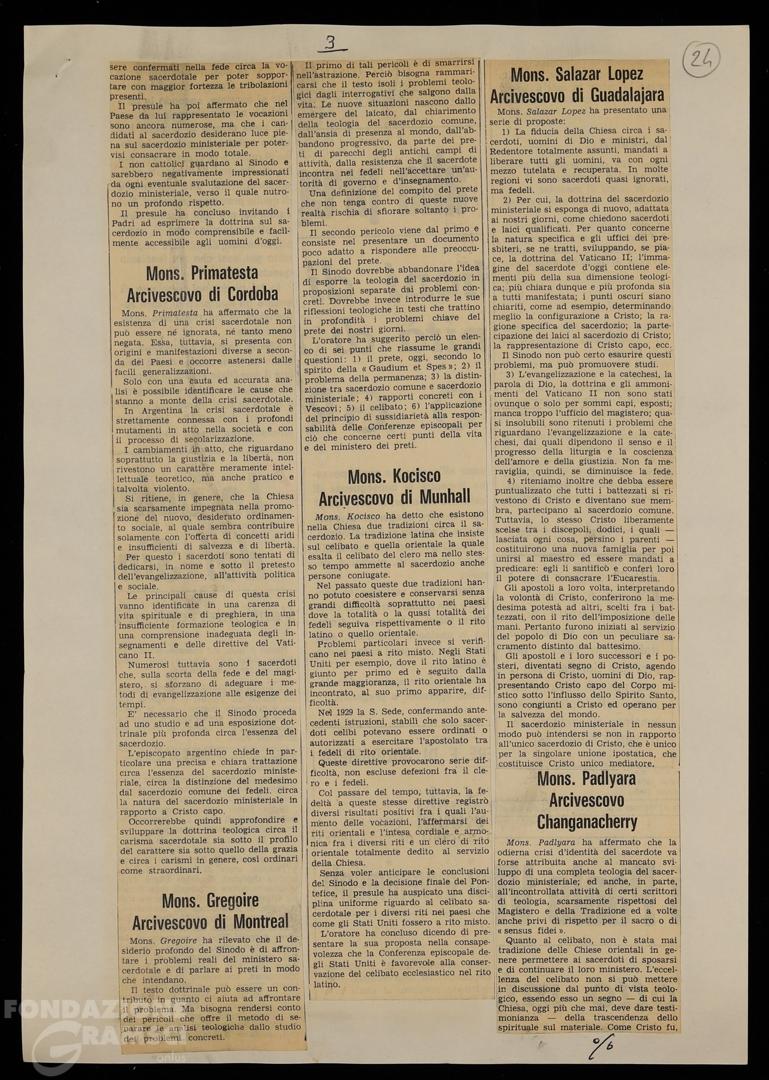 3
24
sere confermati nella fede circa la vo-
cazione sacerdotale per poter soppor-
tare con maggior fortezza le tribolazioni
presenti.
Il presule ha poi affermato che nel
Paese da lui rappresentato le vocazioni
sono ancora numerose, ma che i can-
didati al sacerdozio desiderano luce pie-
na sul sacerdozio ministeriale per poter-
visi consacrare in modo totale.
I non cattolici guardano al Sinodo e
sarebbero negativamente impressionati
da ogni eventuale svalutazione del sacer-
dozio ministeriale, verso il quale nutro-
no un profondo rispetto.
Il presule ha concluso invitando i
Padri ad esprimere la dottrina sul sa-
cerdozio in modo comprensibile e facil-
mente accessibile agli uomini d'oggi.
Mons. Primatesta
Arcivescovo di Cordoba
Mons. Primatesta ha affermato che la
esistenza di una crisi sacerdotale non
può essere né ignorata, né tanto meno
negata. Essa, tuttavia, si presenta con
origini e manifestazioni diverse a secon-
da dei Paesi e occorre astenersi dalle
facili generalizzazioni.
Solo con una cauta ed accurata ana-
lisi è possibile identificare le cause che
stanno a monte della crisi sacerdotale.
In Argentina la crisi sacerdotale è
strettamente connessa con i profondi
mutamenti in atto nella società e con
il processo di secolarizzazione.
I cambiamenti in atto, che riguardano
soprattutto la giustizia e la libertà, non
rivestono un carattere meramente intel-
lettuale teoretico, ma anche pratico e
talvolta violento.
Si ritiene, in genere, che la Chiesa
sia scarsamente impegnata nella promo-
zione del nuovo, desiderato ordinamen-
to sociale, al quale sembra contribuire
solamente con l'offerta di concetti aridi
e insufficienti di salvezza e di libertà.
Per questo i sacerdoti sono tentati di
dedicarsi, in nome e sotto il pretesto
dell'evangelizzazione, all'attività politica
e sociale.
Le principali cause di questa crisi
vanno identificate in una carenza di
vita spirituale e di preghiera, in una
insufficiente formazione teologica e in
una comprensione inadeguata degli in-
segnamenti e delle direttive del Vati-
cano II.
Numerosi tuttavia sono i sacerdoti
che, sulla scorta della fede e del magi-
stero, si sforzano di adeguare i me-
todi di evangelizzazione alle esigenze dei
tempi.
E' necessario che il Sinodo proceda
ad uno studio e ad una esposizione dot-
trinale più profonda circa l'essenza del
sacerdozio.
L'episcopato argentino chiede in par-
ticolare una precisa e chiara trattazione
circa l'essenza del sacerdozio ministe-
riale, circa la distinzione del medesimo
dal sacerdozio comune dei fedeli, circa
la natura del sacerdozio ministeriale in
rapporto a Cristo capo.
Occorrerebbe quindi approfondire e
sviluppare la dottrina teologica circa il
carisma sacerdotale sia sotto il profilo
del carattere sia sotto quello della grazia
e circa i carismi in genere, così ordinari
come straordinari.
Mons. Gregoire
Arcivescovo di Montreal
Mons. Gregoire ha rilevato che il de-
siderio profondo del Sinodo è di affron-
tare i problemi reali del ministero sa-
cerdotale e di parlare ai preti in modo
che intendano.
Il testo dottrinale può essere un con-
tributo in quanto ci aiuta ad affrontare
il problema. Ma bisogna rendersi conto
dei pericoli che offre il metodo di se-
parare le analisi teologiche dallo studio
dei problemi concreti.
Il primo di tali pericoli è di smarrirsi
nell'astrazione. Perciò bisogna rammari-
carsi che il testo isoli i problemi teolo-
gici dagli interrogativi che salgono dalla
vita. Le nuove situazioni nascono dallo
emergere del laicato, dal chiarimento
della teologia del sacerdozio comune,
dall'ansia di presenza al mondo, dall'ab-
bandono progressivo, da parte dei pre-
ti di parecchi degli antichi campi di
attività, dalla resistenza che il sacerdote
incontra nei fedeli nell'accettare un'au-
torità di governo e d'insegnamento.
Una definizione del compito del prete
che non tenga contro di queste nuove
realtà rischia di sfiorare soltanto i pro-
blemi.
Il secondo pericolo viene dal primo e
consiste nel presentare un documento
poco adatto a rispondere alle preoccu-
pazioni del prete.
Il Sinodo dovrebbe abbandonare l'idea
di esporre la teologia del sacerdozio in
proposizioni separate dai problemi con-
creti. Dovrebbe invece introdurre le sue
riflessioni teologiche in testi che trattino
in profondità i problemi chiave del
prete dei nostri giorni.
L'oratore ha suggerito perciò un elen-
co di sei punti che riassume le grandi
questioni: 1) il prete, oggi, secondo lo
spirito della « Gaudium et Spes »; 2) il
problema della permanenza; 3) la distin-
zione tra sacerdozio comune e sacerdozio
ministeriale; 4) rapporti concreti con i
Vescovi; 5) il celibato; 6) l'applicazione
del principio di sussidiarietà alla respon-
sabilità delle Conferenze episcopali per
ciò che concerne certi punti della vita
e del ministero dei preti.
Mons. Kocisco
Arcivescovo di Munhall
Mons. Kocisco ha detto che esistono
nella Chiesa due tradizioni circa il sa-
cerdozio. La tradizione latina che insiste
sul celibato e quella orientale la quale
esalta il celibato del clero ma nello stes-
so tempo ammette al sacerdozio anche
persone coniugate.
Nel passato queste due tradizioni han-
no potuto coesistere e conservarsi senza
grandi difficoltà soprattutto nei paesi
dove la totalità o la quasi totalità dei
fedeli seguiva rispettivamente o il rito
latino o quello orientale.
Problemi particolari invece si verifi-
cano nei paesi a rito misto. Negli Stati
Uniti per esempio, dove il rito latino è
giunto per primo ed è seguito dalla
grande maggioranza, il rito orientale ha
incontrato, al suo primo apparire, dif-
ficoltà.
Nel 1929 la S. Sede, confermando ante-
cedenti istruzioni, stabilì che solo sacer-
doti celibi potevano essere ordinati o
autorizzati a esercitare l'apostolato tra
i fedeli di rito orientale.
Queste direttive provocarono serie dif-
ficoltà, non escluse defezioni fra il cle-
ro e i fedeli.
Col passare del tempo, tuttavia, la fe-
deltà a queste stesse direttive registrò
diversi risultati positivi fra i quali l'au-
mento delle vocazioni, l'affermarsi dei
riti orientali e l'intesa cordiale e armo-
nica fra i diversi riti e un clero di rito
orientale totalmente dedito al servizio
della Chiesa.
Senza voler anticipare le conclusioni
del Sinodo e la decisione finale del Pon-
tefice, il presule ha auspicato una disci-
plina uniforme riguardo al celibato sa-
cerdotale per i diversi riti nei paesi che
come gli Stati Uniti fossero a rito misto.
L'oratore ha concluso dicendo di pre-
sentare la sua proposta nella consape-
volezza che la Conferenza episcopale de-
gli Stati Uniti è favorevole alla conser-
vazione del celibato ecclesiastico nel rito
latino.
Mons. Salazar Lopez
Arcivescovo di Guadalajara
Mons. Salazar Lopez ha presentato una
serie di proposte:
1) La fiducia della Chiesa circa i sa-
cerdoti, uomini di Dio e ministri, dal
Redentore totalmente assunti, mandati a
liberare tutti gli uomini, va con ogni
mezzo tutelata e recuperata. In molte
regioni vi sono sacerdoti quasi ignorati,
ma fedeli.
2) Per cui, la dottrina del sacerdozio
ministeriale si esponga di nuovo, adattata
ai nostri giorni, come chiedono sacerdoti
e laici qualificati. Per quanto concerne
la natura specifica e gli uffici dei pre-
sbiteri, se ne tratti, sviluppando, se pia-
ce, la dottrina del Vaticano II; l'imma-
gine del sacerdote d'oggi contiene ele-
menti più della sua dimensione teologi-
ca; più chiara dunque e più profonda sia
a tutti manifestata; i punti oscuri siano
chiariti, come ad esempio, determinando
meglio la configurazione a Cristo; la ra-
gione specifica del sacerdozio; la parte-
cipazione dei laici al sacerdozio di Cristo;
la rappresentazione di Cristo capo, ecc.
Il Sinodo non può certo esaurire questi
problemi, ma può promuovere studi.
3) L'evangelizzazione e la catechesi, la
parola di Dio, la dottrina e gli ammoni-
menti del Vaticano II non sono stati
ovunque o solo per sommi capi, esposti;
manca troppo l'ufficio del magistero; qua-
si insolubili sono ritenuti i problemi che
riguardano l'evangelizzazione e la cate-
chesi, dai quali dipendono il senso e il
progresso della liturgia e la coscienza
dell'amore e della giustizia. Non fa me-
raviglia, quindi, se diminuisce la fede.
4) riteniamo inoltre che debba essere
puntualizzato che tutti i battezzati si ri-
vestono di Cristo e diventano sue mem-
bra, partecipano al sacerdozio comune.
Tuttavia, lo stesso Cristo liberamente
scelse tra i discepoli, dodici, i quali —
lasciata ogni cosa, persino i parenti —
costituirono una nuova famiglia per poi
unirsi al maestro ed essere mandati a
predicare: egli li santificò e conferì loro
il potere di consacrare l'Eucarestia.
Gli apostoli a loro volta, interpretando
la volontà di Cristo, conferirono la me-
desima potestà ad altri, scelti fra i bat-
tezzati, con il rito dell'imposizione delle
mani. Pertanto furono iniziati al servizio
del popolo di Dio con un peculiare sa-
cramento distinto dal battesimo.
Gli apostoli e i loro successori e i po-
steri, diventati segno di Cristo, agendo
in persona di Cristo, uomini di Dio, rap-
presentando Cristo capo del Corpo mi-
stico sotto l'influsso dello Spirito Santo,
sono congiunti a Cristo ed operano per
la salvezza del mondo.
Il sacerdozio ministeriale in nessun
modo può intendersi se non in rapporto
all'unico sacerdozio di Cristo, che è unico
per la singulare unione ipostatica, che
costituisce Cristo unico mediatore.
Mons. Padlyara
Arcivescovo
Changanacherry
Mons. Padlyara ha affermato che la
odierna crisi d'identità del sacerdote va
forse attribuita anche al mancato svi-
luppo di una completa teologia del sacer-
dozio ministeriale; ed anche, in parte,
all'incontrollata attività di certi scrittori
di teologia, scarsamente rispettosi del
Magistero e della Tradizione ed a volte
anche privi di rispetto per il sacro o di
« sensus fidei ».
Quanto al celibato, non è stata mai
tradizione delle Chiese orientali in ge-
nere permettere ai sacerdoti di sposarsi
e di continuare il loro ministero. L'eccel-
lenza del celibato non si può mettere
in discussione dal punto di vista teolo-
gico, essendo esso un segno — di cui la
Chiesa, oggi più che mai, deve dare testi-
monianza — della trascendenza dello
spirituale sul materiale. Come Cristo fu,
FONDAZIONE
GRAMSCI
onlus